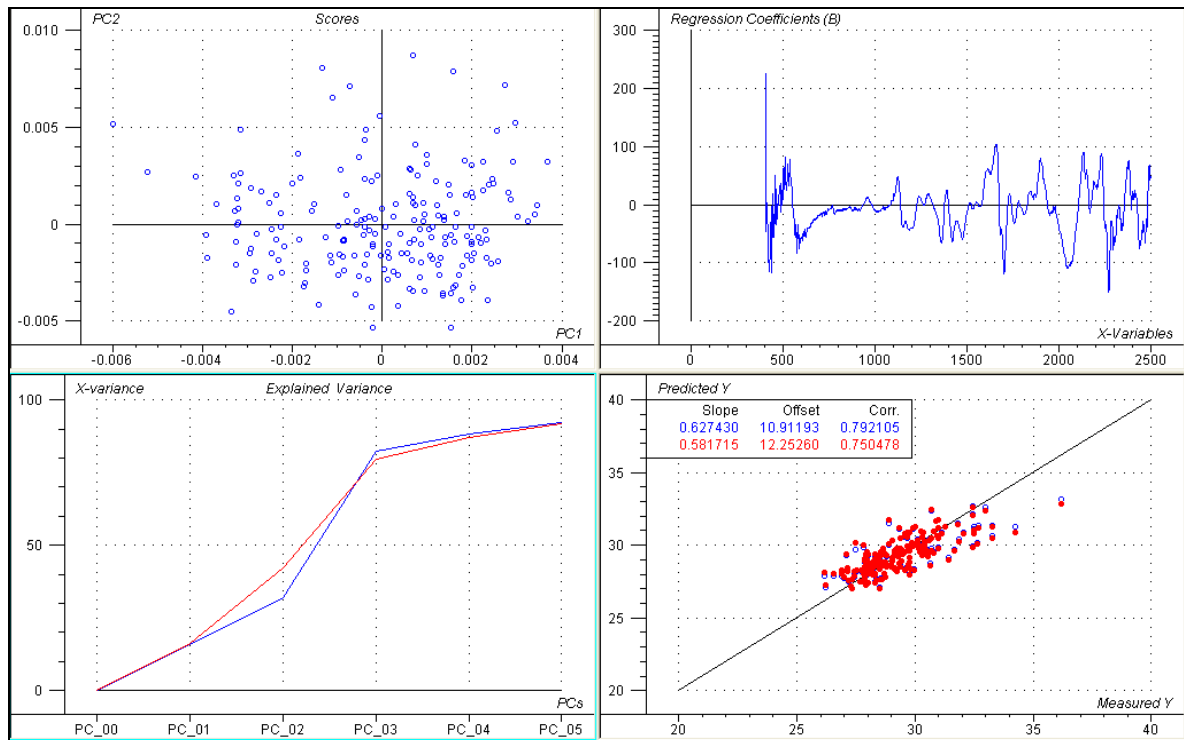 PC2 Scores
0.010
0.005
0
-0.005
PC1
-0.006 -0.004 -0.002 0 0.002 0.004
Regression Coefficients (B)
300
200
100
0
-100
-200
X-Variables
0 500 1000 1500 2000 2500
X-variance Explained Variance
100
50
0
PCs
PC_00 PC_01 PC_02 PC_03 PC_04 PC_05
Predicted Y
40
Slope Offset Corr.
0.627430 10.91193 0.792105
0.581715 12.25260 0.750478
35
30
25
20
Measured Y
20 25 30 35 40